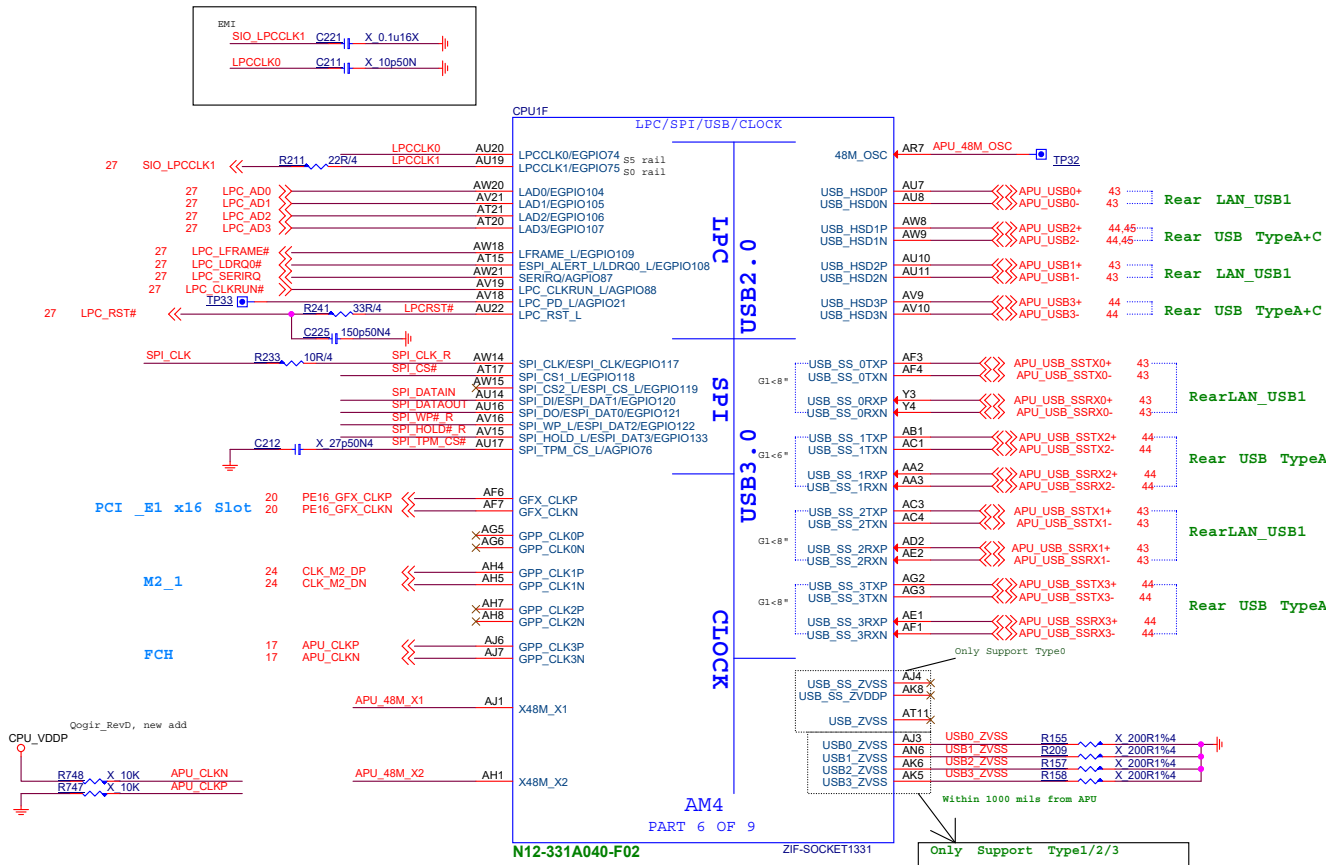 EMI
SIO_LPCCLK1 C221 X_0.1u16X
LPCCLK0 C211 X_10p50N
CPU1F
LPC/SPI/USB/CLOCK
LPC
USB2.0
SPI
USB3.0
CLOCK
LPCCLK0 AU20 LPCCLK0/EGPIO74 S5 rail
27 SIO_LPCCLK1 R211 22R/4 LPCCLK1 AU19 LPCCLK1/EGPIO75 S0 rail
27 LPC_AD0 AW20 LAD0/EGPIO104
27 LPC_AD1 AV21 LAD1/EGPIO105
27 LPC_AD2 AT21 LAD2/EGPIO106
27 LPC_AD3 AT20 LAD3/EGPIO107
27 LPC_LFRAME# AW18 LFRAME_L/EGPIO109
27 LPC_LDRQ0# AT15 ESPI_ALERT_L/LDRQ0_L/EGPIO108
27 LPC_SERIRQ AW21 SERIRQ/AGPIO87
27 LPC_CLKRUN# AV19 LPC_CLKRUN_L/AGPIO88
TP33 AV18 LPC_PD_L/AGPIO21
27 LPC_RST# R241 33R/4 LPCRST# AU22 LPC_RST_L
C225 150p50N4
SPI_CLK R233 10R/4 SPI_CLK_R AW14 SPI_CLK/ESPI_CLK/EGPIO117
SPI_CS# AT17 SPI_CS1_L/EGPIO118
AW15 SPI_CS2_L/ESPI_CS_L/EGPIO119
SPI_DATAIN AU14 SPI_DI/ESPI_DAT1/EGPIO120
SPI_DATAOUT AU16 SPI_DO/ESPI_DAT0/EGPIO121
SPI_WP#_R AV16 SPI_WP_L/ESPI_DAT2/EGPIO122
SPI_HOLD#_R AV15 SPI_HOLD_L/ESPI_DAT3/EGPIO133
C212 X_27p50N4 SPI_TPM_CS# AU17 SPI_TPM_CS_L/AGPIO76
PCI _E1 x16 Slot
20 PE16_GFX_CLKP AF6 GFX_CLKP
20 PE16_GFX_CLKN AF7 GFX_CLKN
AG5 GPP_CLK0P
AG6 GPP_CLK0N
M2_1
24 CLK_M2_DP AH4 GPP_CLK1P
24 CLK_M2_DN AH5 GPP_CLK1N
AH7 GPP_CLK2P
AH8 GPP_CLK2N
FCH
17 APU_CLKP AJ6 GPP_CLK3P
17 APU_CLKN AJ7 GPP_CLK3N
APU_48M_X1 AJ1 X48M_X1
APU_48M_X2 AH1 X48M_X2
Qogir_RevD, new add
CPU_VDDP
R748 X_10K APU_CLKN
R747 X_10K APU_CLKP
48M_OSC AR7 APU_48M_OSC TP32
USB_HSD0P AU7 APU_USB0+ 43
USB_HSD0N AU8 APU_USB0- 43
Rear LAN_USB1
USB_HSD1P AW8 APU_USB2+ 44,45
USB_HSD1N AW9 APU_USB2- 44,45
Rear USB TypeA+C
USB_HSD2P AU10 APU_USB1+ 43
USB_HSD2N AU11 APU_USB1- 43
Rear LAN_USB1
USB_HSD3P AV9 APU_USB3+ 44
USB_HSD3N AV10 APU_USB3- 44
Rear USB TypeA+C
USB_SS_0TXP AF3 APU_USB_SSTX0+ 43
USB_SS_0TXN AF4 APU_USB_SSTX0- 43
G1<8"
USB_SS_0RXP Y3 APU_USB_SSRX0+ 43
USB_SS_0RXN Y4 APU_USB_SSRX0- 43
RearLAN_USB1
USB_SS_1TXP AB1 APU_USB_SSTX2+ 44
USB_SS_1TXN AC1 APU_USB_SSTX2- 44
G1<6"
USB_SS_1RXP AA2 APU_USB_SSRX2+ 44
USB_SS_1RXN AA3 APU_USB_SSRX2- 44
Rear USB TypeA
USB_SS_2TXP AC3 APU_USB_SSTX1+ 43
USB_SS_2TXN AC4 APU_USB_SSTX1- 43
G1<8"
USB_SS_2RXP AD2 APU_USB_SSRX1+ 43
USB_SS_2RXN AE2 APU_USB_SSRX1- 43
RearLAN_USB1
USB_SS_3TXP AG2 APU_USB_SSTX3+ 44
USB_SS_3TXN AG3 APU_USB_SSTX3- 44
G1<8"
USB_SS_3RXP AE1 APU_USB_SSRX3+ 44
USB_SS_3RXN AF1 APU_USB_SSRX3- 44
Rear USB TypeA
Only Support Type0
USB_SS_ZVSS AJ4
USB_SS_ZVDDP AK8
USB_ZVSS AT11
USB0_ZVSS AJ3 USB0_ZVSS R155 X_200R1%4
USB1_ZVSS AN6 USB1_ZVSS R209 X_200R1%4
USB2_ZVSS AK6 USB2_ZVSS R157 X_200R1%4
USB3_ZVSS AK5 USB3_ZVSS R158 X_200R1%4
Within 1000 mils from APU
AM4
PART 6 OF 9
N12-331A040-F02
ZIF-SOCKET1331
Only Support Type1/2/3